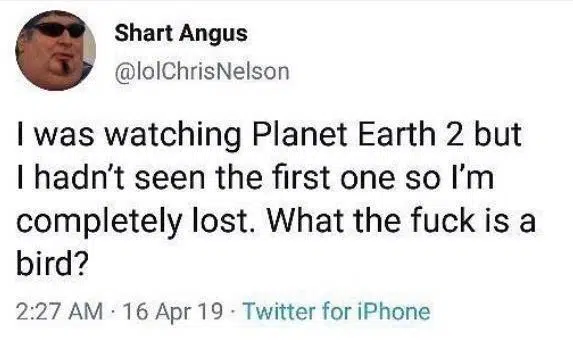 Shart Angus
@lolChrisNelson
I was watching Planet Earth 2 but
I hadn't seen the first one so I'm
completely lost. What the fuck is a
bird?
2:27 AM · 16 Apr 19 · Twitter for iPhone